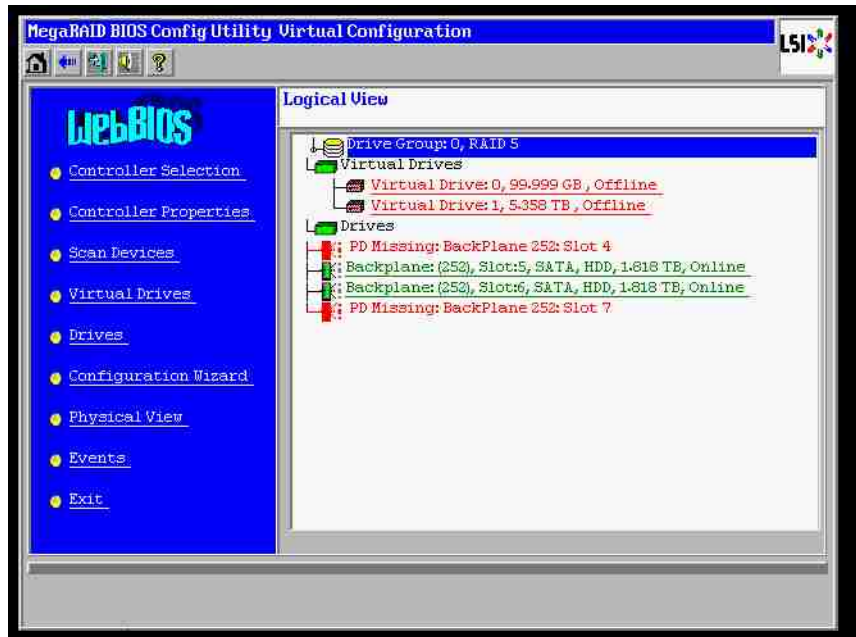 MegaRAID BIOS Config Utility Virtual Configuration
LSI
?
WebBIOS
Controller Selection
Controller Properties
Scan Devices
Virtual Drives
Drives
Configuration Wizard
Physical View
Events
Exit
Logical View
Drive Group: 0, RAID 5
Virtual Drives
Virtual Drive: 0, 99.999 GB , Offline
Virtual Drive: 1, 5.358 TB , Offline
Drives
PD Missing: BackPlane 252: Slot 4
Backplane: (252), Slot:5, SATA, HDD, 1.818 TB, Online
Backplane: (252), Slot:6, SATA, HDD, 1.818 TB, Online
PD Missing: BackPlane 252: Slot 7